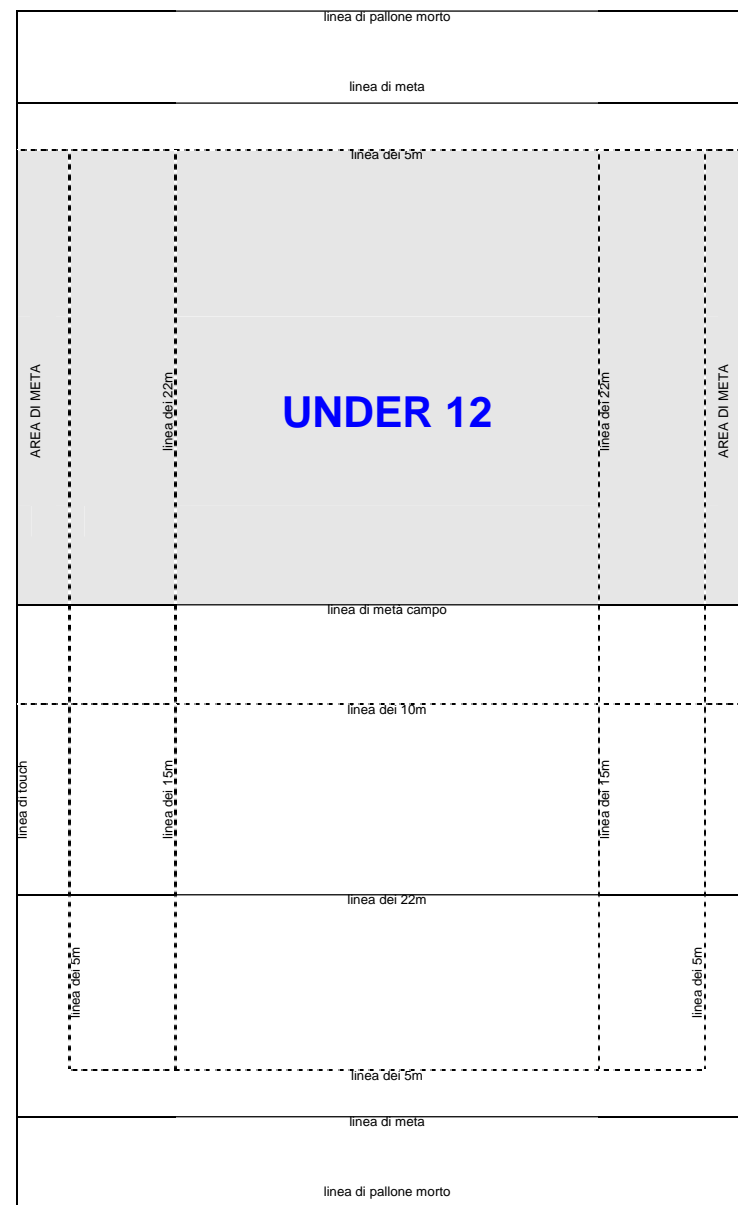 linea di pallone morto
linea di meta
linea dei 5m
AREA DI META
linea dei 22m
UNDER 12
linea dei 22m
AREA DI META
linea di metà campo
linea dei 10m
linea di touch
linea dei 15m
linea dei 15m
linea dei 22m
linea dei 5m
linea dei 5m
linea dei 5m
linea di meta
linea di pallone morto